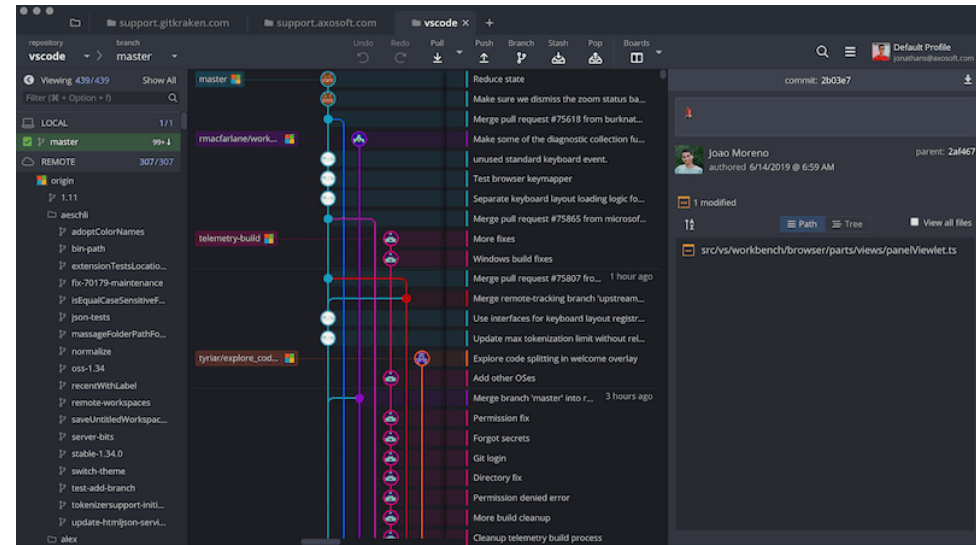 support.gitkraken.com
support.axosoft.com
vscode ×
+
repository
vscode
branch
master
Undo
Redo
Pull
Push
Branch
Stash
Pop
Boards
Default Profile
jonathans@axosoft.com
Viewing 439/439
Show All
Filter (⌘ + Option + f)
LOCAL
1/1
master
99+↓
REMOTE
307/307
origin
1.11
aeschli
adoptColorNames
bin-path
extensionTestsLocatio...
fix-70179-maintenance
isEqualCaseSensitiveF...
json-tests
massageFolderPathFo...
normalize
oss-1.34
recentWithLabel
remote-workspaces
saveUntitledWorkspac...
server-bits
stable-1.34.0
switch-theme
test-add-branch
tokenizersupport-initi...
update-htmljson-servi...
alex
master
rmacfarlane/work...
telemetry-build
tyriar/explore_cod...
Reduce state
Make sure we dismiss the zoom status ba...
Merge pull request #75618 from burknat...
Make some of the diagnostic collection fu...
unused standard keyboard event.
Test browser keymapper
Separate keyboard layout loading logic fo...
Merge pull request #75865 from microsof...
More fixes
Windows build fixes
Merge pull request #75807 fro... 1 hour ago
Merge remote-tracking branch 'upstream...
Use interfaces for keyboard layout registr...
Update max tokenization limit without rel...
Explore code splitting in welcome overlay
Add other OSes
Merge branch 'master' into r... 3 hours ago
Permission fix
Forgot secrets
Git login
Directory fix
Permission denied error
More build cleanup
Cleanup telemetry build process
commit: 2b03e7
Joao Moreno
authored 6/14/2019 @ 6:59 AM
parent: 2af467
1 modified
Path
Tree
View all files
src/vs/workbench/browser/parts/views/panelViewlet.ts